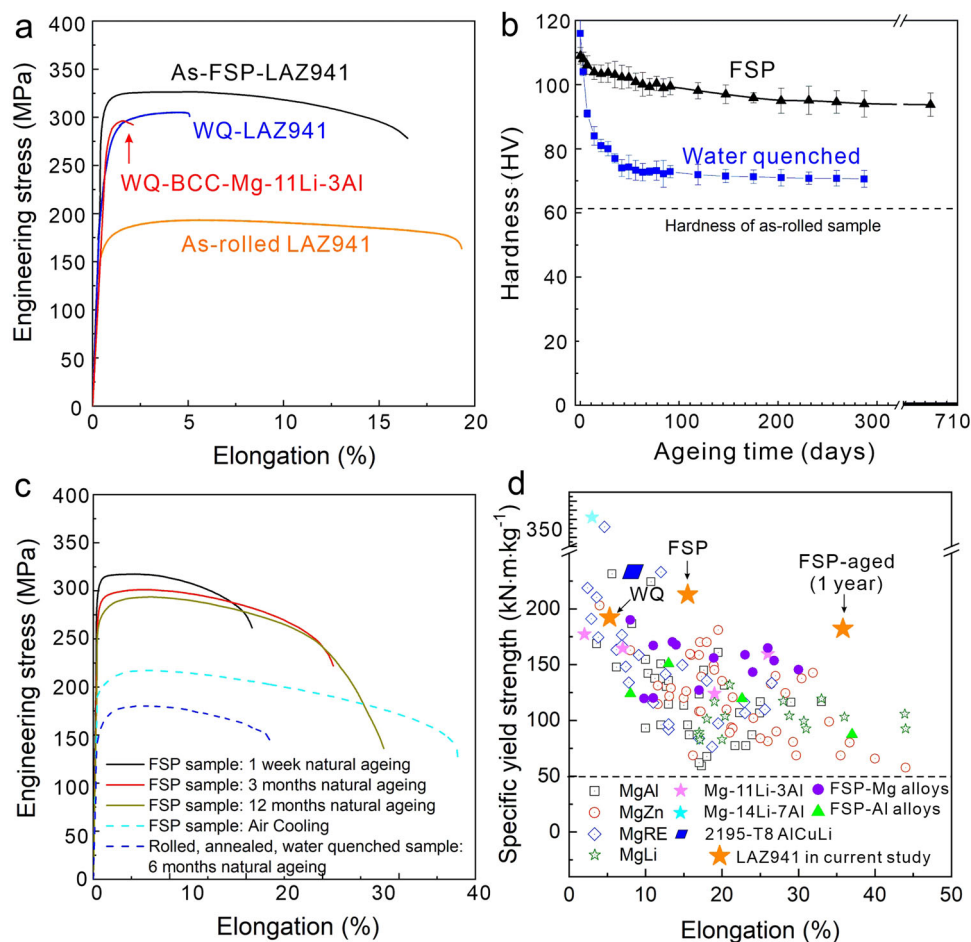 a
Engineering stress (MPa)
400
350
300
250
200
150
100
50
0
As-FSP-LAZ941
WQ-LAZ941
WQ-BCC-Mg-11Li-3Al
As-rolled LAZ941
0 5 10 15 20
Elongation (%)
b
Hardness (HV)
120
100
80
60
40
20
0
FSP
Water quenched
Hardness of as-rolled sample
0 100 200 300 710
Ageing time (days)
c
Engineering stress (MPa)
400
350
300
250
200
150
100
50
0
FSP sample: 1 week natural ageing
FSP sample: 3 months natural ageing
FSP sample: 12 months natural ageing
FSP sample: Air Cooling
Rolled, annealed, water quenched sample:
6 months natural ageing
0 10 20 30 40
Elongation (%)
d
Specific yield strength (kN·m·kg⁻¹)
350
200
150
100
50
0
WQ
FSP
FSP-aged
(1 year)
MgAl Mg-11Li-3Al FSP-Mg alloys
MgZn Mg-14Li-7Al FSP-Al alloys
MgRE 2195-T8 AlCuLi
MgLi LAZ941 in current study
0 10 20 30 40 50
Elongation (%)